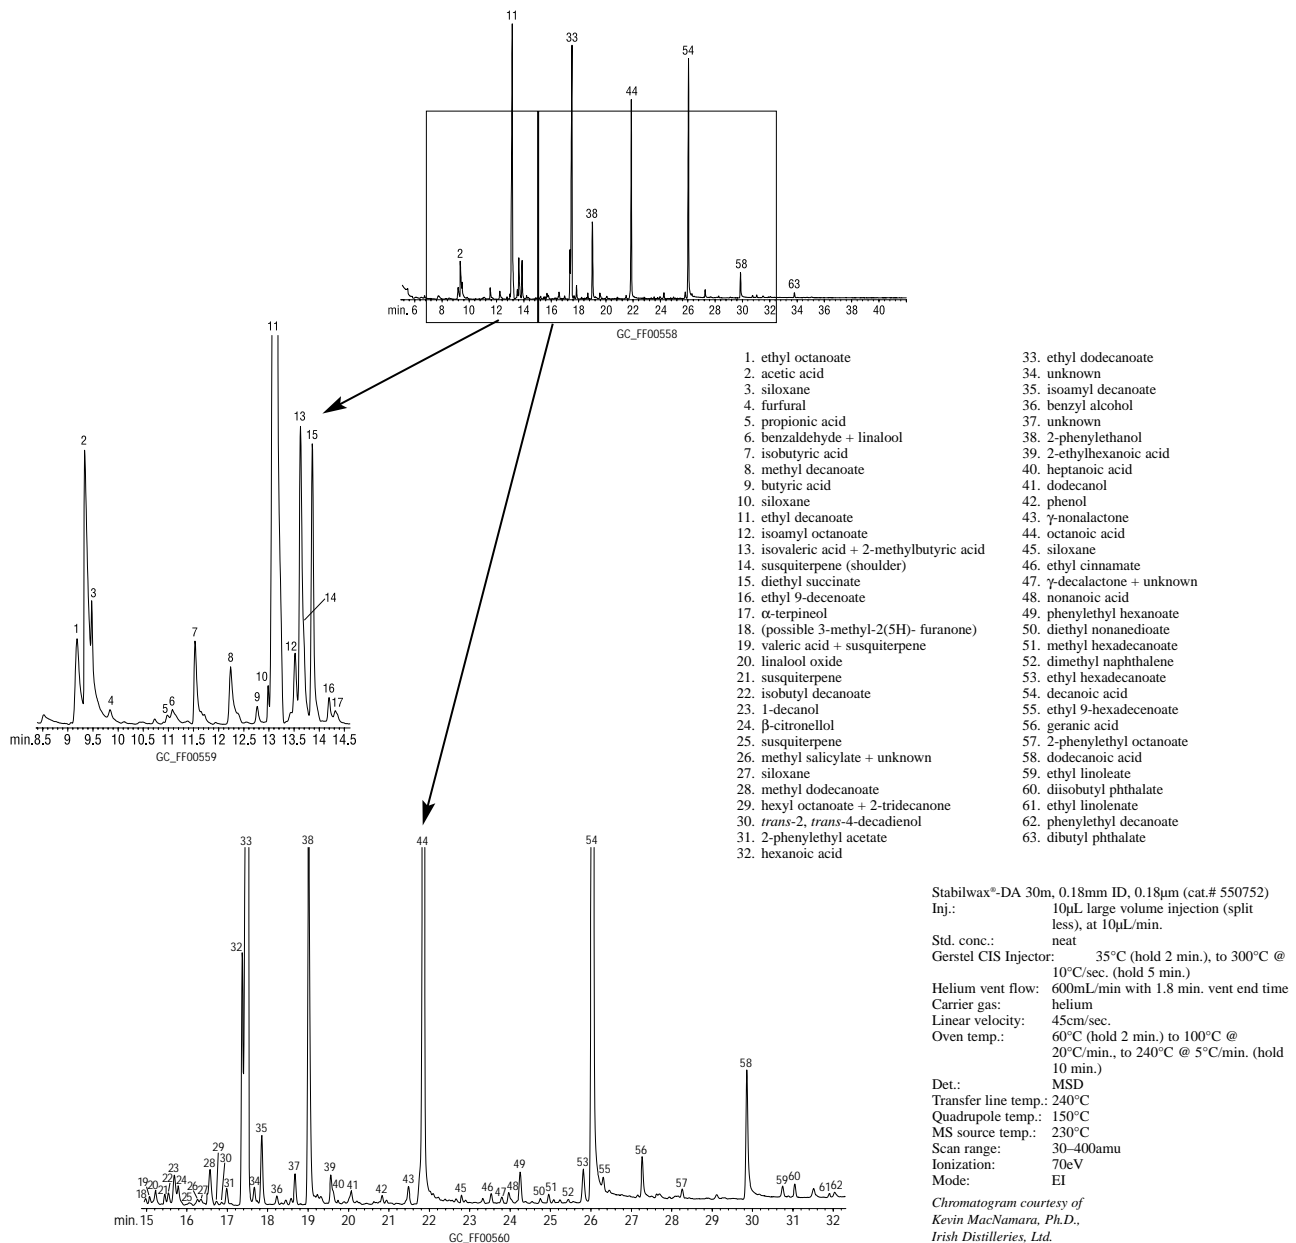 11
33
54
44
38
2
58
63
min. 6 8 10 12 14 16 18 20 22 24 26 28 30 32 34 36 38 40
GC_FF00558
11
13
2
15
3
14
1
7
12
8
10
16
9
17
4
5
6
min. 8.5 9 9.5 10 10.5 11 11.5 12 12.5 13 13.5 14 14.5
GC_FF00559
1. ethyl octanoate
2. acetic acid
3. siloxane
4. furfural
5. propionic acid
6. benzaldehyde + linalool
7. isobutyric acid
8. methyl decanoate
9. butyric acid
10. siloxane
11. ethyl decanoate
12. isoamyl octanoate
13. isovaleric acid + 2-methylbutyric acid
14. susquiterpene (shoulder)
15. diethyl succinate
16. ethyl 9-decenoate
17. α-terpineol
18. (possible 3-methyl-2(5H)- furanone)
19. valeric acid + susquiterpene
20. linalool oxide
21. susquiterpene
22. isobutyl decanoate
23. 1-decanol
24. β-citronellol
25. susquiterpene
26. methyl salicylate + unknown
27. siloxane
28. methyl dodecanoate
29. hexyl octanoate + 2-tridecanone
30. trans-2, trans-4-decadienol
31. 2-phenylethyl acetate
32. hexanoic acid
33. ethyl dodecanoate
34. unknown
35. isoamyl decanoate
36. benzyl alcohol
37. unknown
38. 2-phenylethanol
39. 2-ethylhexanoic acid
40. heptanoic acid
41. dodecanol
42. phenol
43. γ-nonalactone
44. octanoic acid
45. siloxane
46. ethyl cinnamate
47. γ-decalactone + unknown
48. nonanoic acid
49. phenylethyl hexanoate
50. diethyl nonanedioate
51. methyl hexadecanoate
52. dimethyl naphthalene
53. ethyl hexadecanoate
54. decanoic acid
55. ethyl 9-hexadecenoate
56. geranic acid
57. 2-phenylethyl octanoate
58. dodecanoic acid
59. ethyl linoleate
60. diisobutyl phthalate
61. ethyl linolenate
62. phenylethyl decanoate
63. dibutyl phthalate
33
38
44
54
32
58
35
29
30
19
20
18
21
22
23
24
25
26
27
28
31
34
36
37
39
40
41
42
43
45
46
47
48
49
50
51
52
53
55
56
57
59
60
61
62
min. 15 16 17 18 19 20 21 22 23 24 25 26 27 28 29 30 31 32
GC_FF00560
Stabilwax®-DA 30m, 0.18mm ID, 0.18µm (cat.# 550752)
Inj.: 10µL large volume injection (split
less), at 10µL/min.
Std. conc.: neat
Gerstel CIS Injector: 35°C (hold 2 min.), to 300°C @
10°C/sec. (hold 5 min.)
Helium vent flow: 600mL/min with 1.8 min. vent end time
Carrier gas: helium
Linear velocity: 45cm/sec.
Oven temp.: 60°C (hold 2 min.) to 100°C @
20°C/min., to 240°C @ 5°C/min. (hold
10 min.)
Det.: MSD
Transfer line temp.: 240°C
Quadrupole temp.: 150°C
MS source temp.: 230°C
Scan range: 30–400amu
Ionization: 70eV
Mode: EI
Chromatogram courtesy of
Kevin MacNamara, Ph.D.,
Irish Distilleries, Ltd.